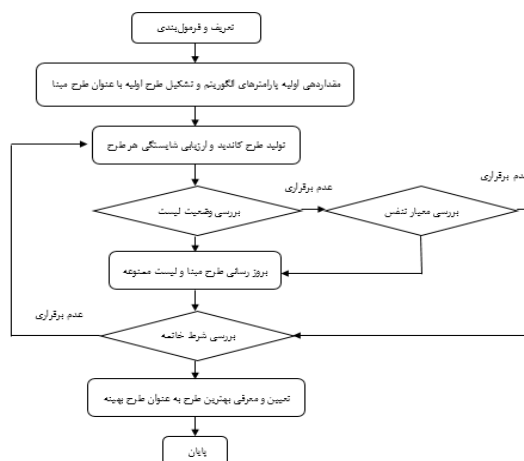 تعریف و فرمول‌بندی
مقداردهی اولیه پارامترهای الگوریتم و تشکیل طرح اولیه با عنوان طرح مبنا
تولید طرح کاندید و ارزیابی شایستگی هر طرح
عدم برقراری
عدم برقراری
بررسی وضعیت لیست
بررسی معیار تنفس
بروز رسانی طرح مبنا و لیست ممنوعه
عدم برقراری
بررسی شرط خاتمه
تعیین و معرفی بهترین طرح به عنوان طرح بهینه
پایان